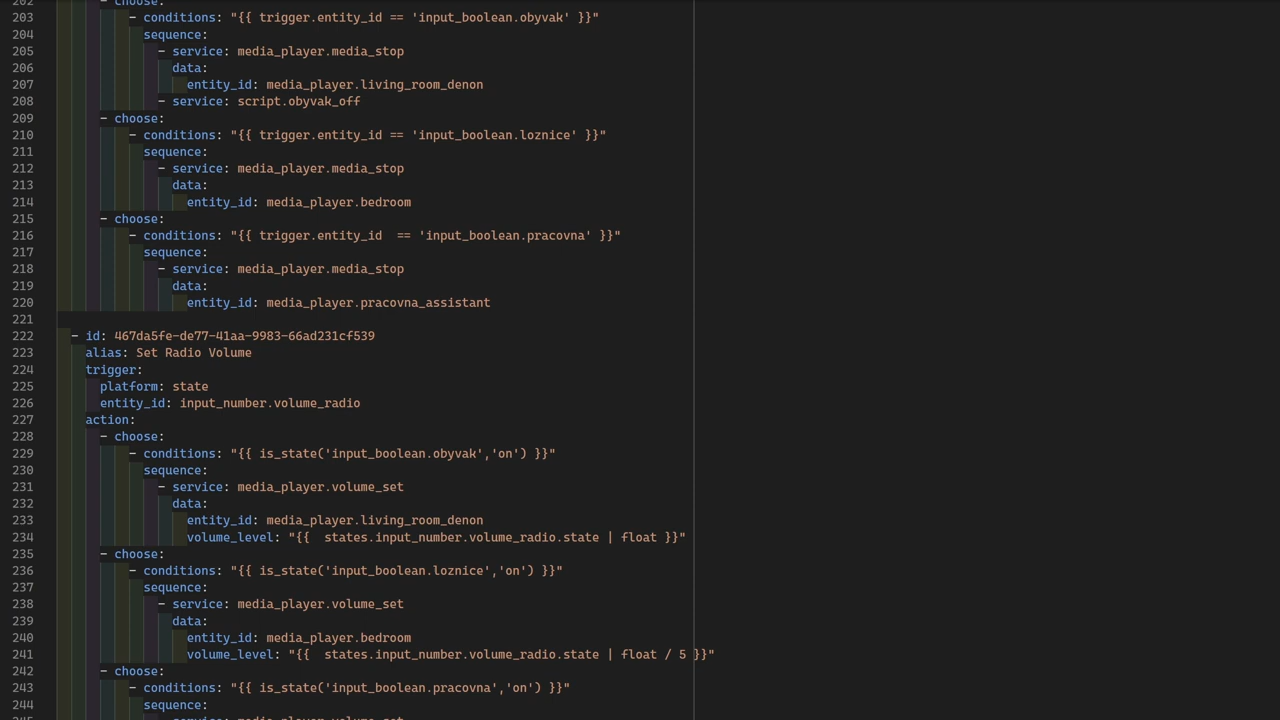 202 - choose:
203 - conditions: "{{ trigger.entity_id == 'input_boolean.obyvak' }}"
204 sequence:
205 - service: media_player.media_stop
206 data:
207 entity_id: media_player.living_room_denon
208 - service: script.obyvak_off
209 - choose:
210 - conditions: "{{ trigger.entity_id == 'input_boolean.loznice' }}"
211 sequence:
212 - service: media_player.media_stop
213 data:
214 entity_id: media_player.bedroom
215 - choose:
216 - conditions: "{{ trigger.entity_id  == 'input_boolean.pracovna' }}"
217 sequence:
218 - service: media_player.media_stop
219 data:
220 entity_id: media_player.pracovna_assistant
221
222 - id: 467da5fe-de77-41aa-9983-66ad231cf539
223 alias: Set Radio Volume
224 trigger:
225 platform: state
226 entity_id: input_number.volume_radio
227 action:
228 - choose:
229 - conditions: "{{ is_state('input_boolean.obyvak','on') }}"
230 sequence:
231 - service: media_player.volume_set
232 data:
233 entity_id: media_player.living_room_denon
234 volume_level: "{{  states.input_number.volume_radio.state | float }}"
235 - choose:
236 - conditions: "{{ is_state('input_boolean.loznice','on') }}"
237 sequence:
238 - service: media_player.volume_set
239 data:
240 entity_id: media_player.bedroom
241 volume_level: "{{  states.input_number.volume_radio.state | float / 5 }}"
242 - choose:
243 - conditions: "{{ is_state('input_boolean.pracovna','on') }}"
244 sequence:
245 - service: media_player.volume_set